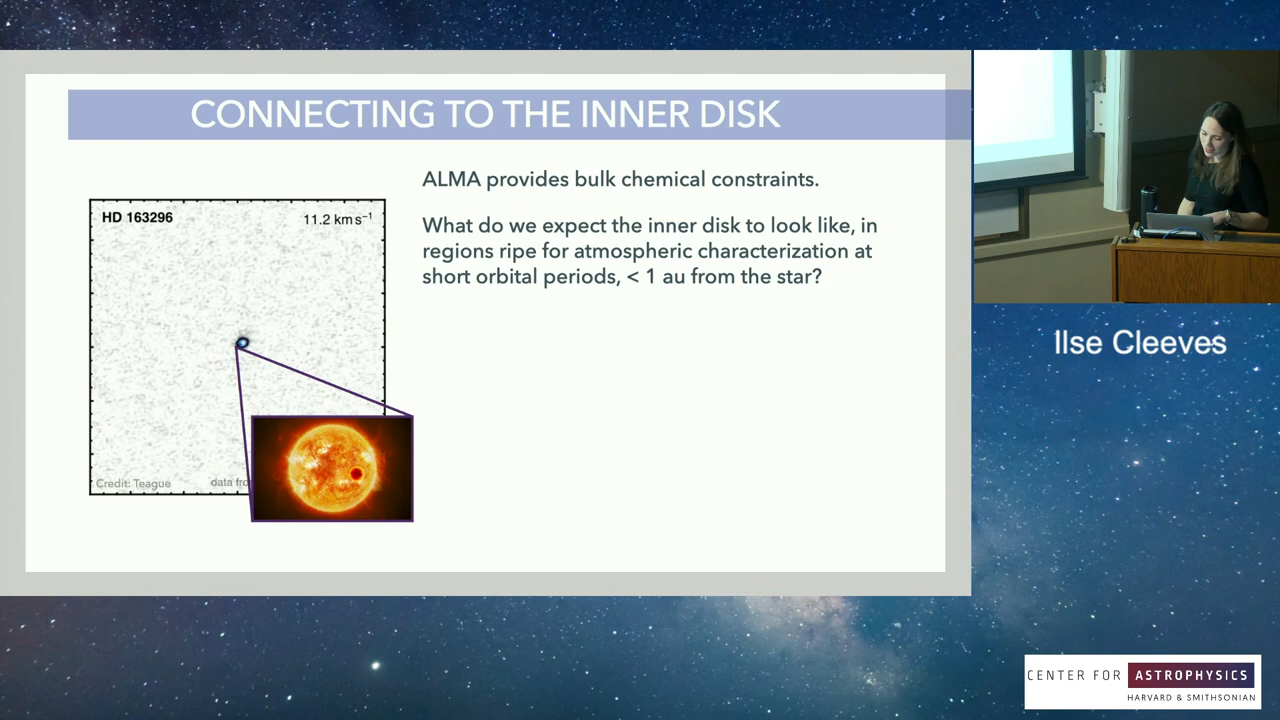 CONNECTING TO THE INNER DISK
ALMA provides bulk chemical constraints.
What do we expect the inner disk to look like, in
regions ripe for atmospheric characterization at
short orbital periods, < 1 au from the star?
HD 163296
11.2 km s⁻¹
Credit: Teague
data
Ilse Cleeves
CENTER FOR ASTROPHYSICS
HARVARD & SMITHSONIAN